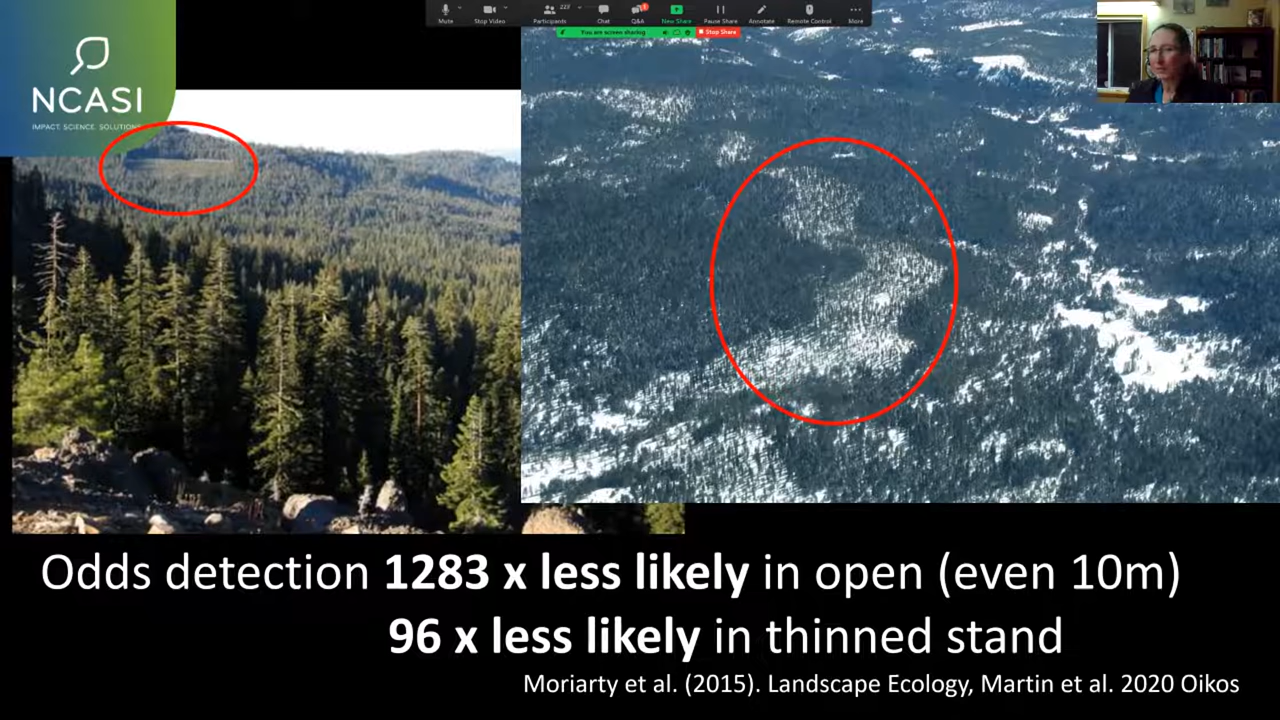 Mute
Stop Video
Participants
Chat
Q&A
New Share
Pause Share
Annotate
Remote Control
More
You are screen sharing
Stop Share
NCASI
IMPACT. SCIENCE. SOLUTIONS
Odds detection 1283 x less likely in open (even 10m)
96 x less likely in thinned stand
Moriarty et al. (2015). Landscape Ecology, Martin et al. 2020 Oikos